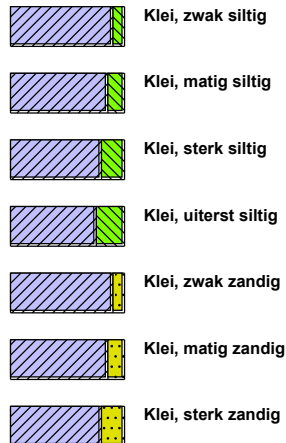 Klei, zwak siltig
Klei, matig siltig
Klei, sterk siltig
Klei, uiterst siltig
Klei, zwak zandig
Klei, matig zandig
Klei, sterk zandig